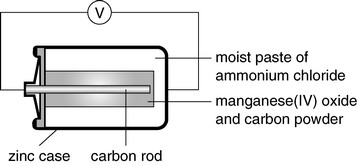 V
moist paste of
ammonium chloride
manganese(IV) oxide
and carbon powder
zinc case
carbon rod